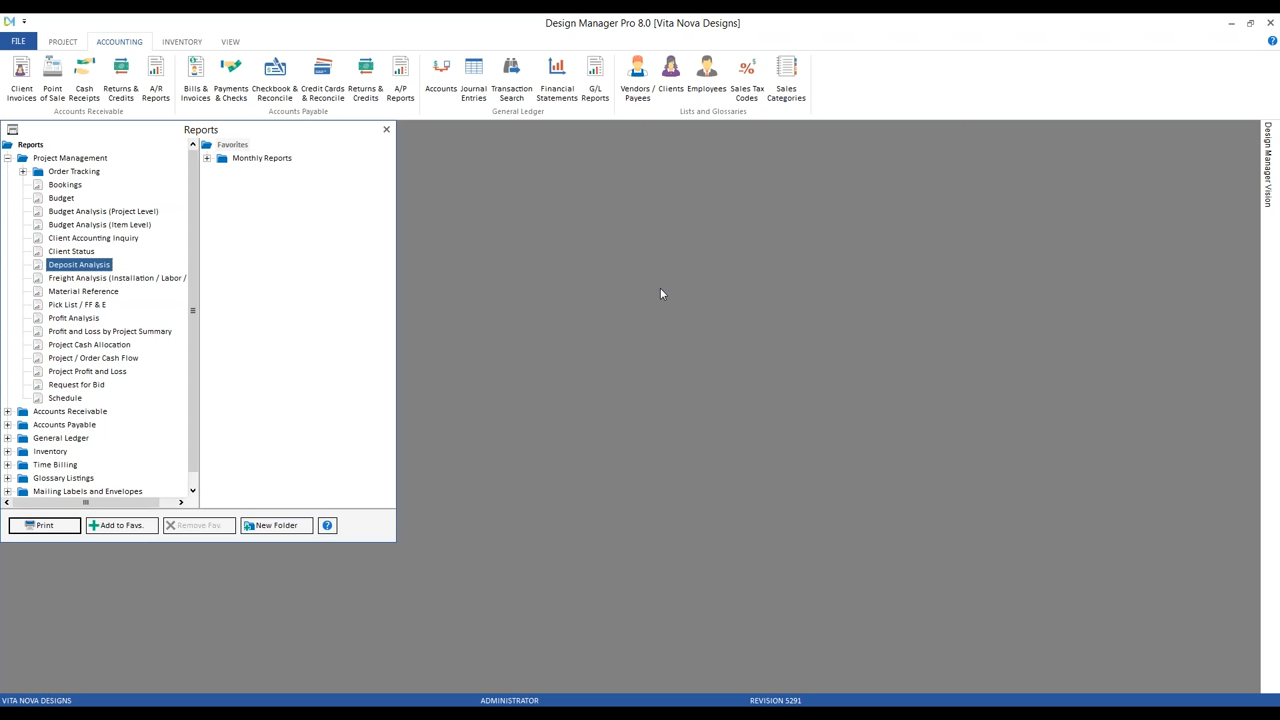 Design Manager Pro 8.0 [Vita Nova Designs]
FILE PROJECT ACCOUNTING INVENTORY VIEW
Client Invoices
Point of Sale
Cash Receipts
Returns & Credits
A/R Reports
Accounts Receivable
Bills & Invoices
Payments & Checks
Checkbook & Reconcile
Credit Cards & Reconcile
Returns & Credits
A/P Reports
Accounts Payable
Accounts
Journal Entries
Transaction Search
Financial Statements
G/L Reports
General Ledger
Vendors / Payees
Clients
Employees
Sales Tax Codes
Sales Categories
Lists and Glossaries
Reports
Reports
Project Management
Order Tracking
Bookings
Budget
Budget Analysis (Project Level)
Budget Analysis (Item Level)
Client Accounting Inquiry
Client Status
Deposit Analysis
Freight Analysis (Installation / Labor /
Material Reference
Pick List / FF & E
Profit Analysis
Profit and Loss by Project Summary
Project Cash Allocation
Project / Order Cash Flow
Project Profit and Loss
Request for Bid
Schedule
Accounts Receivable
Accounts Payable
General Ledger
Inventory
Time Billing
Glossary Listings
Mailing Labels and Envelopes
Favorites
Monthly Reports
Print Add to Favs. Remove Fav. New Folder ?
Design Manager Vision
VITA NOVA DESIGNS ADMINISTRATOR REVISION 5291